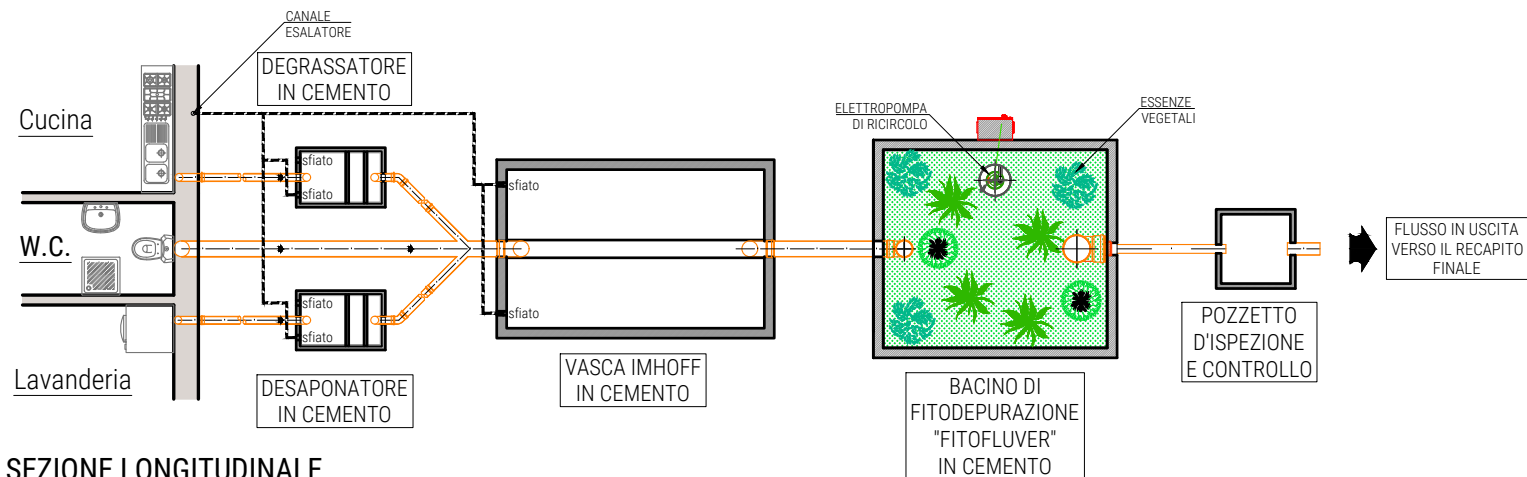 CANALE
ESALATORE
DEGRASSATORE
IN CEMENTO
Cucina
sfiato
sfiato
W.C.
sfiato
sfiato
Lavanderia
DESAPONATORE
IN CEMENTO
sfiato
sfiato
VASCA IMHOFF
IN CEMENTO
ELETTROPOMPA
DI RICIRCOLO
ESSENZE
VEGETALI
BACINO DI
FITODEPURAZIONE
"FITOFLUVER"
IN CEMENTO
POZZETTO
D'ISPEZIONE
E CONTROLLO
FLUSSO IN USCITA
VERSO IL RECAPITO
FINALE
SEZIONE LONGITUDINALE